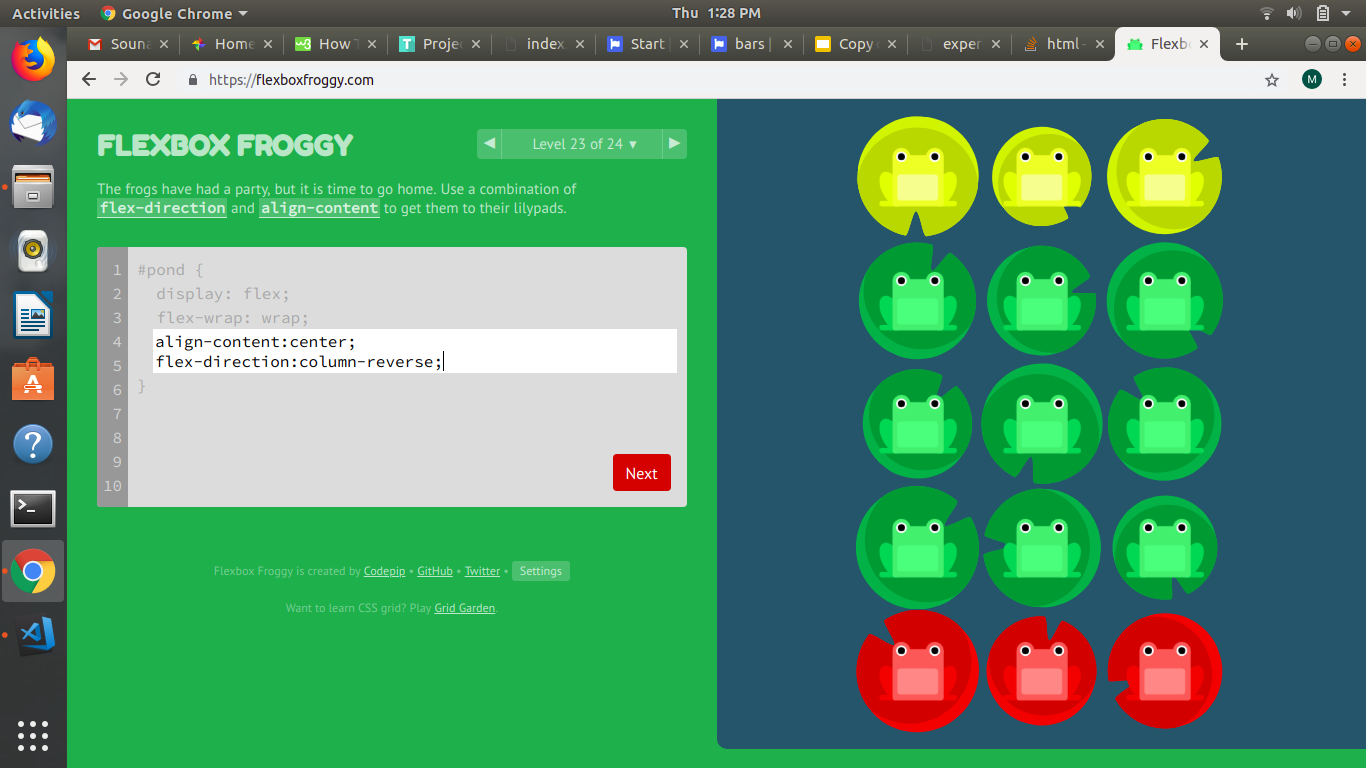 Activities Google Chrome ▾ Thu 1:28 PM
Souna Home How T Proje index Start bars | Copy exper html - Flexb
https://flexboxfroggy.com M
FLEXBOX FROGGY
◀ Level 23 of 24 ▾ ▶
The frogs have had a party, but it is time to go home. Use a combination of
flex-direction and align-content to get them to their lilypads.
1 #pond {
2 display: flex;
3 flex-wrap: wrap;
4 align-content:center;
5 flex-direction:column-reverse;
6 }
7
8
9
10
Next
Flexbox Froggy is created by Codepip • GitHub • Twitter • Settings
Want to learn CSS grid? Play Grid Garden.